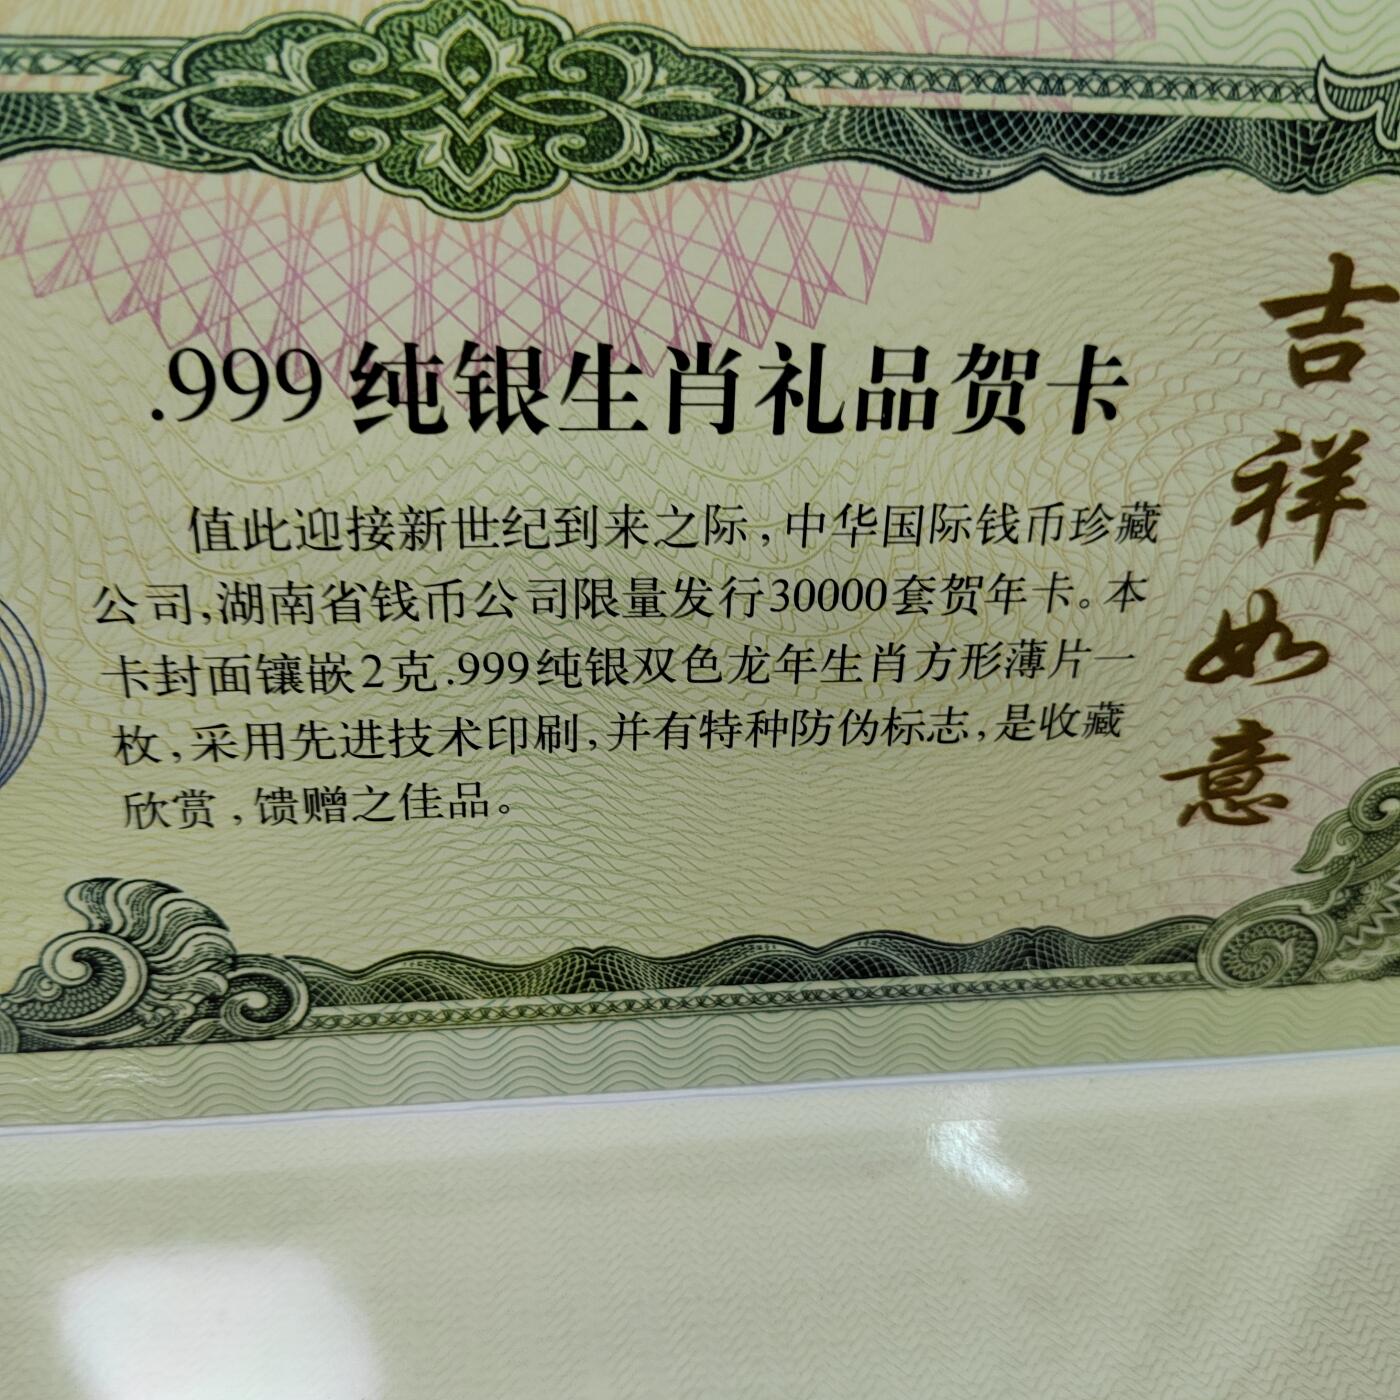 .999纯银生肖礼品贺卡
值此迎接新世纪到来之际,中华国际钱币珍藏
公司,湖南省钱币公司限量发行30000套贺年卡。本
卡封面镶嵌2克.999纯银双色龙年生肖方形薄片一
枚,采用先进技术印刷,并有特种防伪标志,是收藏
欣赏,馈赠之佳品。
吉祥如意